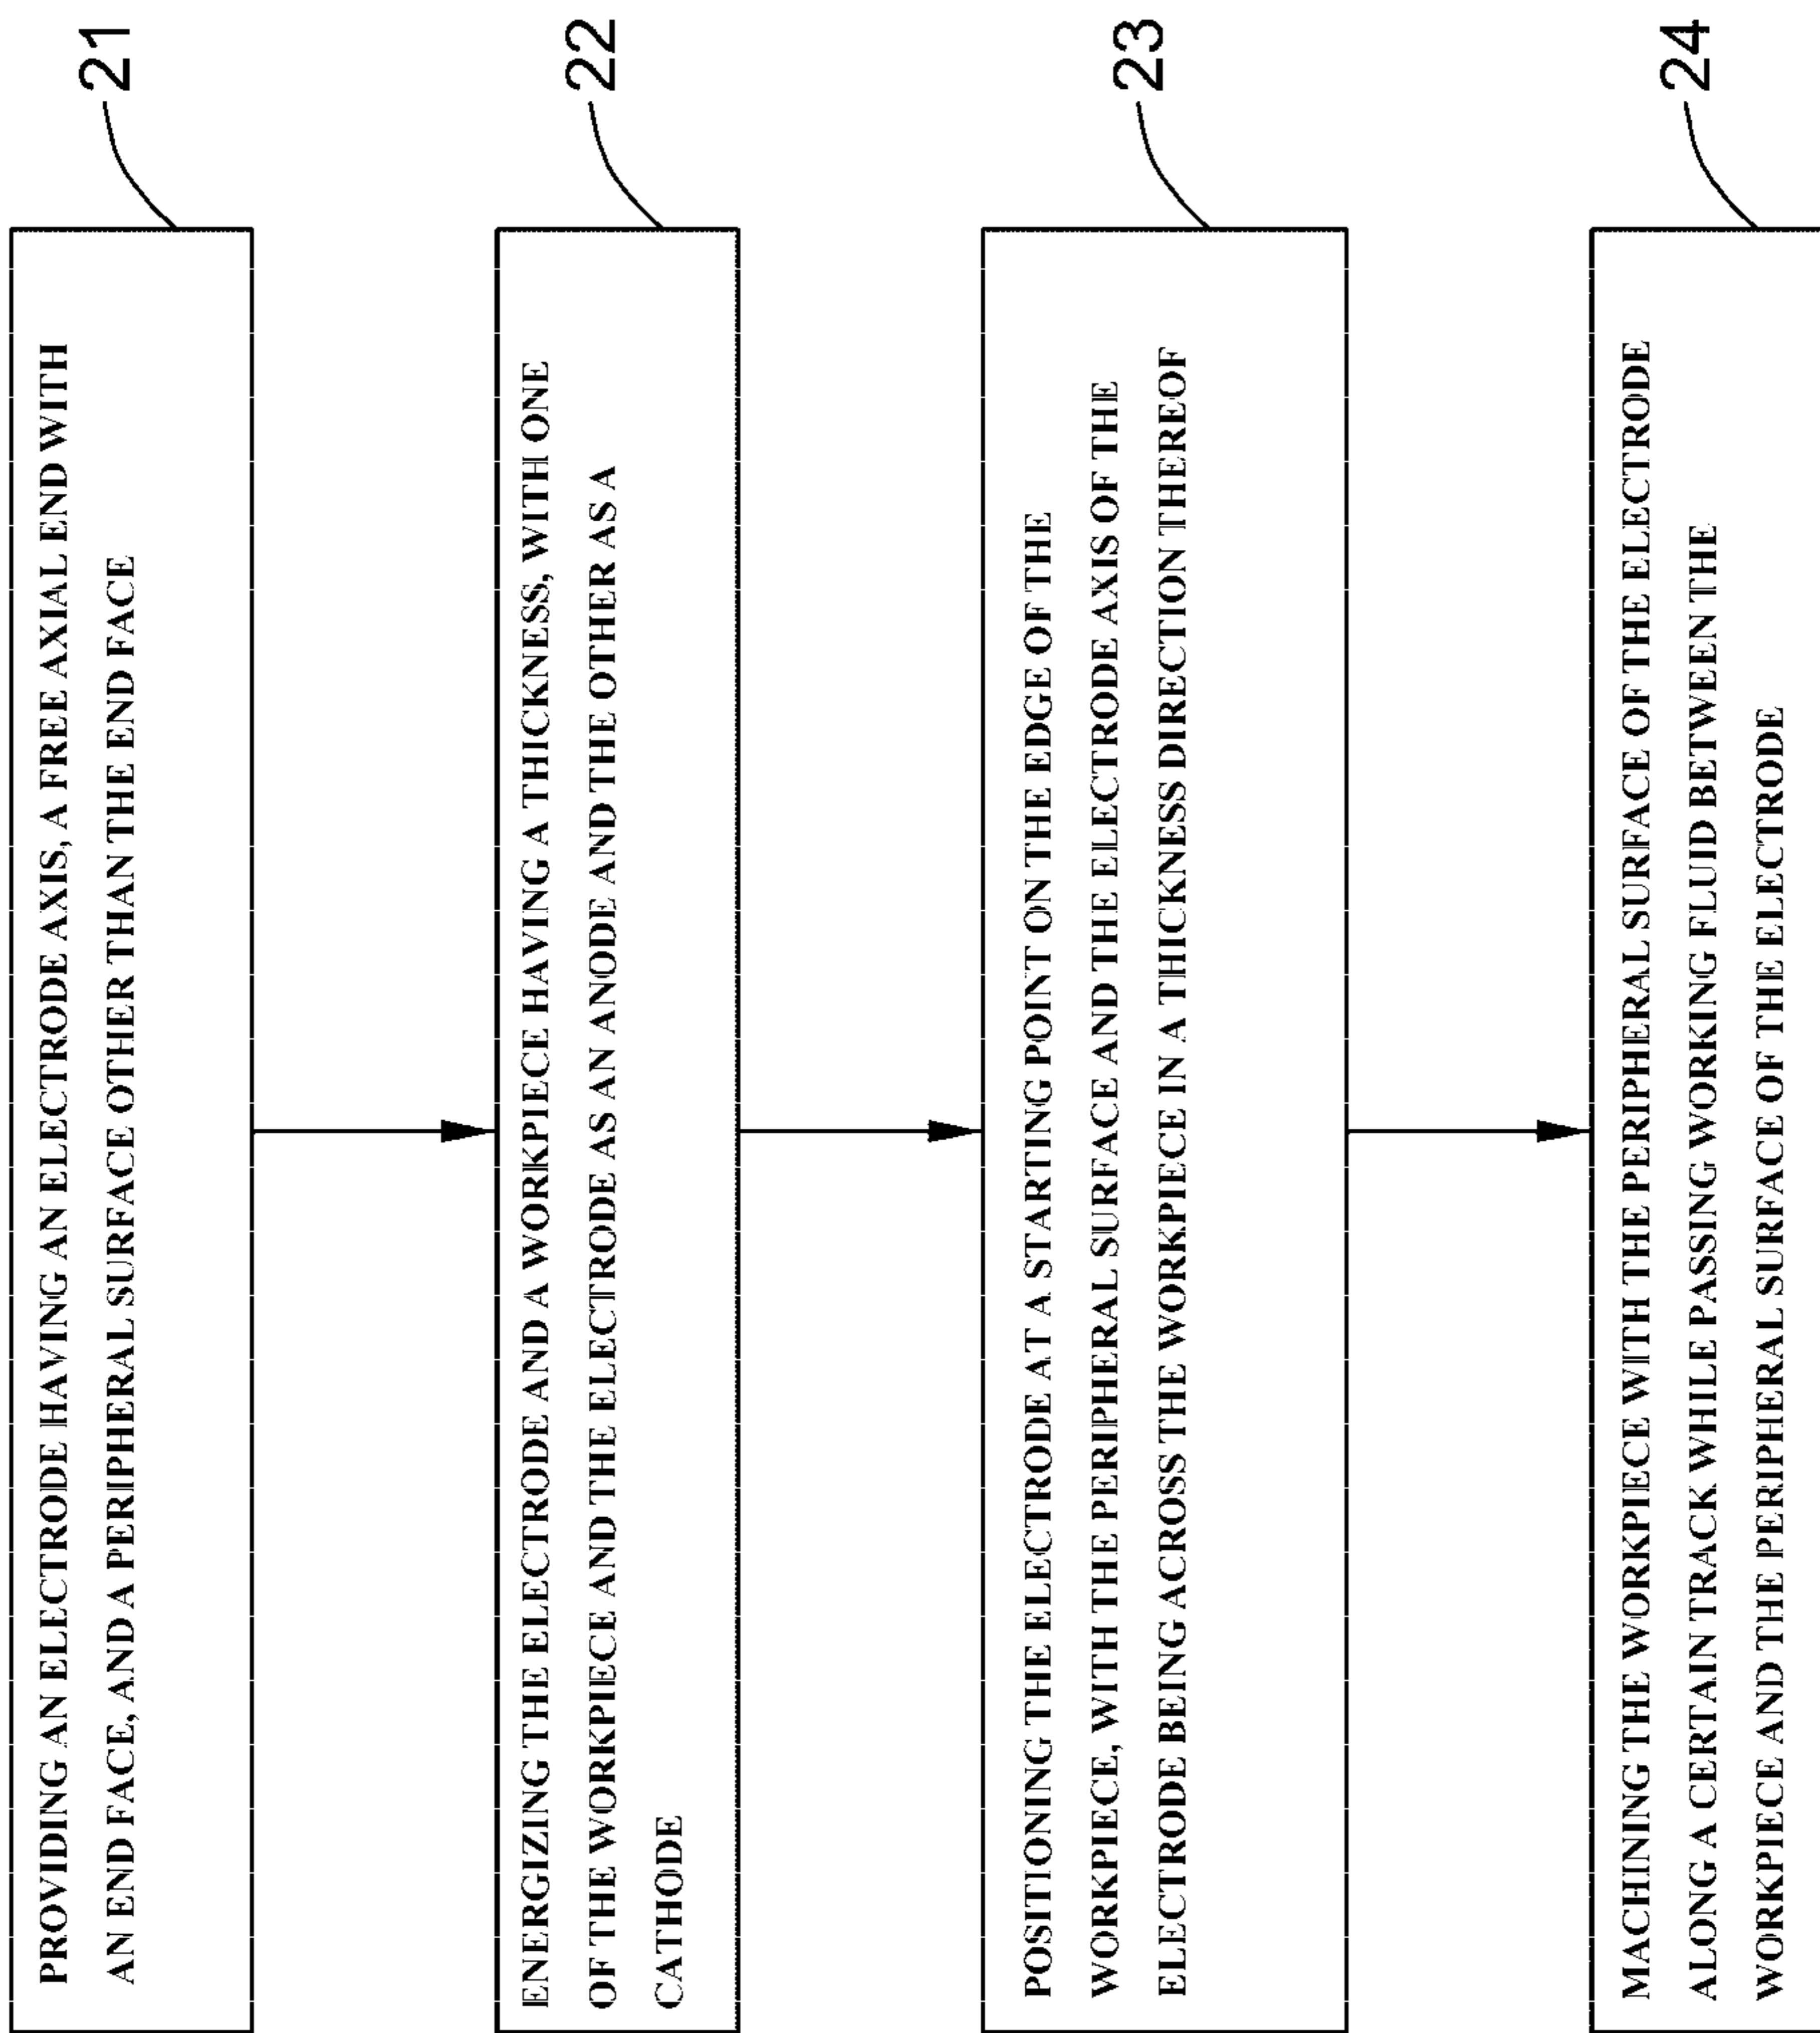 PROVIDING AN ELECTRODE HAVING AN ELECTRODE AXIS, A FREE AXIAL END WITH
AN END FACE, AND A PERIPHERAL SURFACE OTHER THAN THE END FACE
21
ENERGIZING THE ELECTRODE AND A WORKPIECE HAVING A THICKNESS, WITH ONE
OF THE WORKPIECE AND THE ELECTRODE AS AN ANODE AND THE OTHER AS A
CATHODE
22
POSITIONING THE ELECTRODE AT A STARTING POINT ON THE EDGE OF THE
WORKPIECE, WITH THE PERIPHERAL SURFACE AND THE ELECTRODE AXIS OF THE
ELECTRODE BEING ACROSS THE WORKPIECE IN A THICKNESS DIRECTION THEREOF
23
MACHINING THE WORKPIECE WITH THE PERIPHERAL SURFACE OF THE ELECTRODE
ALONG A CERTAIN TRACK WHILE PASSING WORKING FLUID BETWEEN THE
WORKPIECE AND THE PERIPHERAL SURFACE OF THE ELECTRODE
24